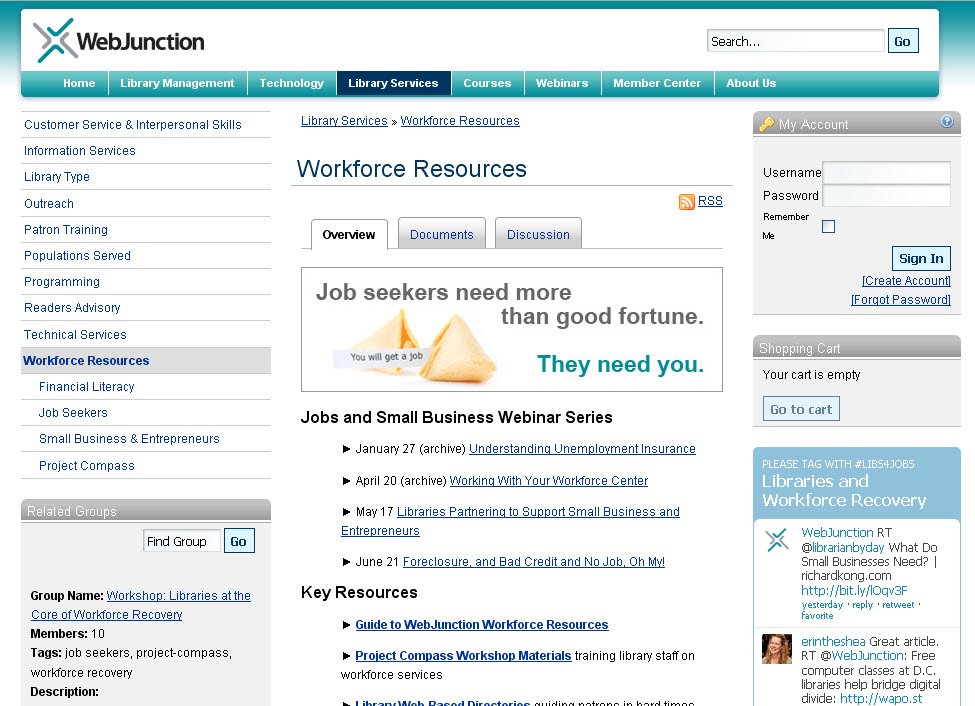 WebJunction
Search...
Go
Home
Library Management
Technology
Library Services
Courses
Webinars
Member Center
About Us
Customer Service & Interpersonal Skills
Information Services
Library Type
Outreach
Patron Training
Populations Served
Programming
Readers Advisory
Technical Services
Workforce Resources
Financial Literacy
Job Seekers
Small Business & Entrepreneurs
Project Compass
Related Groups
Find Group
Go
Group Name: Workshop: Libraries at the
Core of Workforce Recovery
Members: 10
Tags: job seekers, project-compass,
workforce recovery
Description:
Library Services » Workforce Resources
Workforce Resources
RSS
Overview
Documents
Discussion
Job seekers need more
than good fortune.
You will get a job
They need you.
Jobs and Small Business Webinar Series
► January 27 (archive) Understanding Unemployment Insurance
► April 20 (archive) Working With Your Workforce Center
► May 17 Libraries Partnering to Support Small Business and
Entrepreneurs
► June 21 Foreclosure, and Bad Credit and No Job, Oh My!
Key Resources
► Guide to WebJunction Workforce Resources
► Project Compass Workshop Materials training library staff on
workforce services
► Library Web-Based Directories guiding patrons in hard times
My Account
?
Username
Password
Remember
Me
Sign In
[Create Account]
[Forgot Password]
Shopping Cart
Your cart is empty
Go to cart
PLEASE TAG WITH #LIBS4JOBS
Libraries and
Workforce Recovery
WebJunction RT
@librarianbyday What Do
Small Businesses Need? |
richardkong.com
http://bit.ly/lOqv3F
yesterday · reply · retweet ·
favorite
erintheshea Great article.
RT @WebJunction: Free
computer classes at D.C.
libraries help bridge digital
divide: http://wapo.st